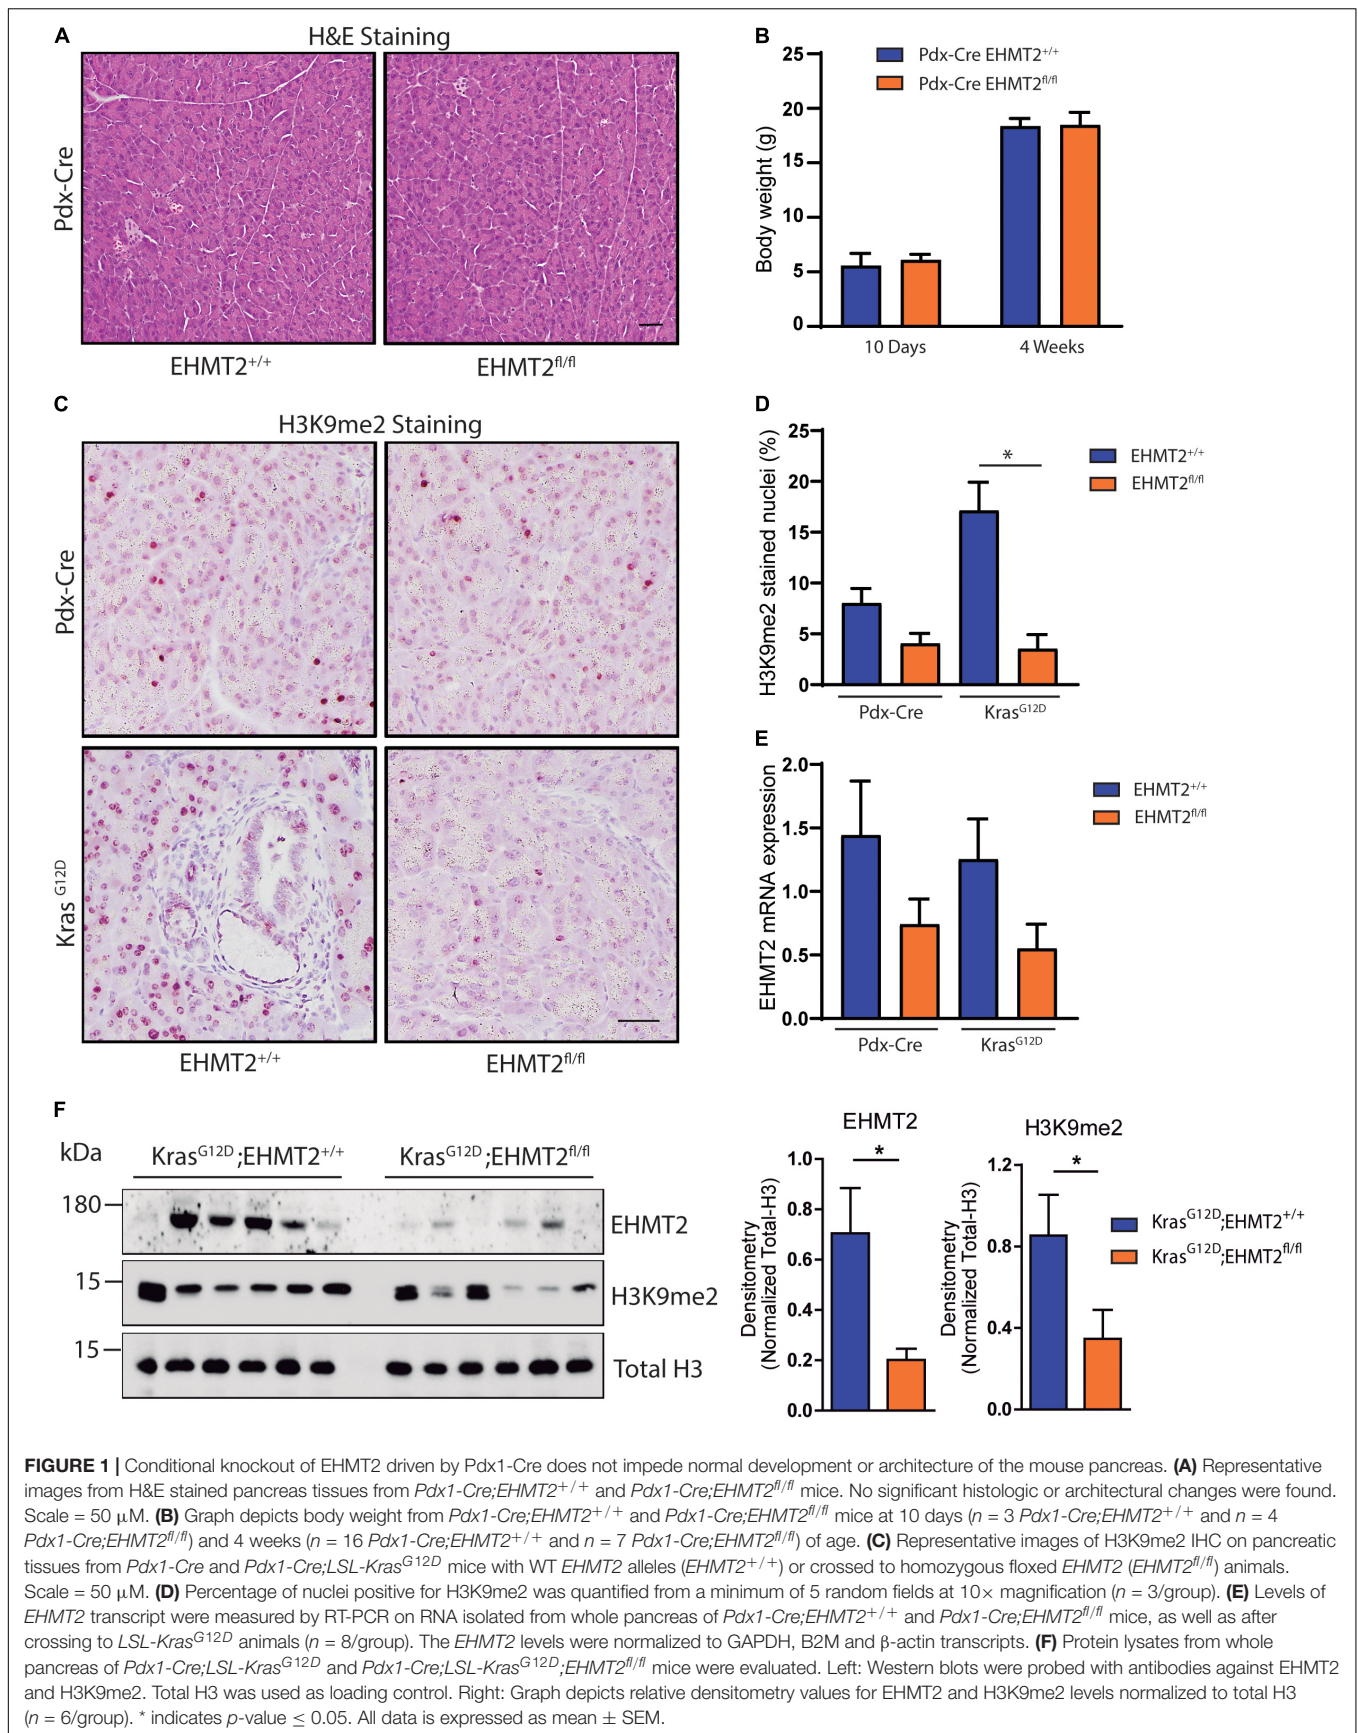 A
H&E Staining
Pdx-Cre
EHMT2+/+
EHMT2fl/fl
B
25
20
15
10
5
0
Body weight (g)
Pdx-Cre EHMT2+/+
Pdx-Cre EHMT2fl/fl
10 Days
4 Weeks
C
H3K9me2 Staining
Pdx-Cre
Kras G12D
EHMT2+/+
EHMT2fl/fl
D
25
20
15
10
5
0
H3K9me2 stained nuclei (%)
*
EHMT2+/+
EHMT2fl/fl
Pdx-Cre
KrasG12D
E
2.0
1.5
1.0
0.5
0.0
EHMT2 mRNA expression
EHMT2+/+
EHMT2fl/fl
Pdx-Cre
KrasG12D
F
kDa
KrasG12D;EHMT2+/+
KrasG12D;EHMT2fl/fl
180
EHMT2
15
H3K9me2
15
Total H3
EHMT2
1.0
0.8
0.6
0.4
0.2
0.0
Densitometry
(Normalized Total-H3)
*
H3K9me2
1.2
0.8
0.4
0.0
Densitometry
(Normalized Total-H3)
*
KrasG12D;EHMT2+/+
KrasG12D;EHMT2fl/fl
FIGURE 1 | Conditional knockout of EHMT2 driven by Pdx1-Cre does not impede normal development or architecture of the mouse pancreas. (A) Representative
images from H&E stained pancreas tissues from Pdx1-Cre;EHMT2+/+ and Pdx1-Cre;EHMT2fl/fl mice. No significant histologic or architectural changes were found.
Scale = 50 μM. (B) Graph depicts body weight from Pdx1-Cre;EHMT2+/+ and Pdx1-Cre;EHMT2fl/fl mice at 10 days (n = 3 Pdx1-Cre;EHMT2+/+ and n = 4
Pdx1-Cre;EHMT2fl/fl) and 4 weeks (n = 16 Pdx1-Cre;EHMT2+/+ and n = 7 Pdx1-Cre;EHMT2fl/fl) of age. (C) Representative images of H3K9me2 IHC on pancreatic
tissues from Pdx1-Cre and Pdx1-Cre;LSL-KrasG12D mice with WT EHMT2 alleles (EHMT2+/+) or crossed to homozygous floxed EHMT2 (EHMT2fl/fl) animals.
Scale = 50 μM. (D) Percentage of nuclei positive for H3K9me2 was quantified from a minimum of 5 random fields at 10× magnification (n = 3/group). (E) Levels of
EHMT2 transcript were measured by RT-PCR on RNA isolated from whole pancreas of Pdx1-Cre;EHMT2+/+ and Pdx1-Cre;EHMT2fl/fl mice, as well as after
crossing to LSL-KrasG12D animals (n = 8/group). The EHMT2 levels were normalized to GAPDH, B2M and β-actin transcripts. (F) Protein lysates from whole
pancreas of Pdx1-Cre;LSL-KrasG12D and Pdx1-Cre;LSL-KrasG12D;EHMT2fl/fl mice were evaluated. Left: Western blots were probed with antibodies against EHMT2
and H3K9me2. Total H3 was used as loading control. Right: Graph depicts relative densitometry values for EHMT2 and H3K9me2 levels normalized to total H3
(n = 6/group). * indicates p-value ≤ 0.05. All data is expressed as mean ± SEM.